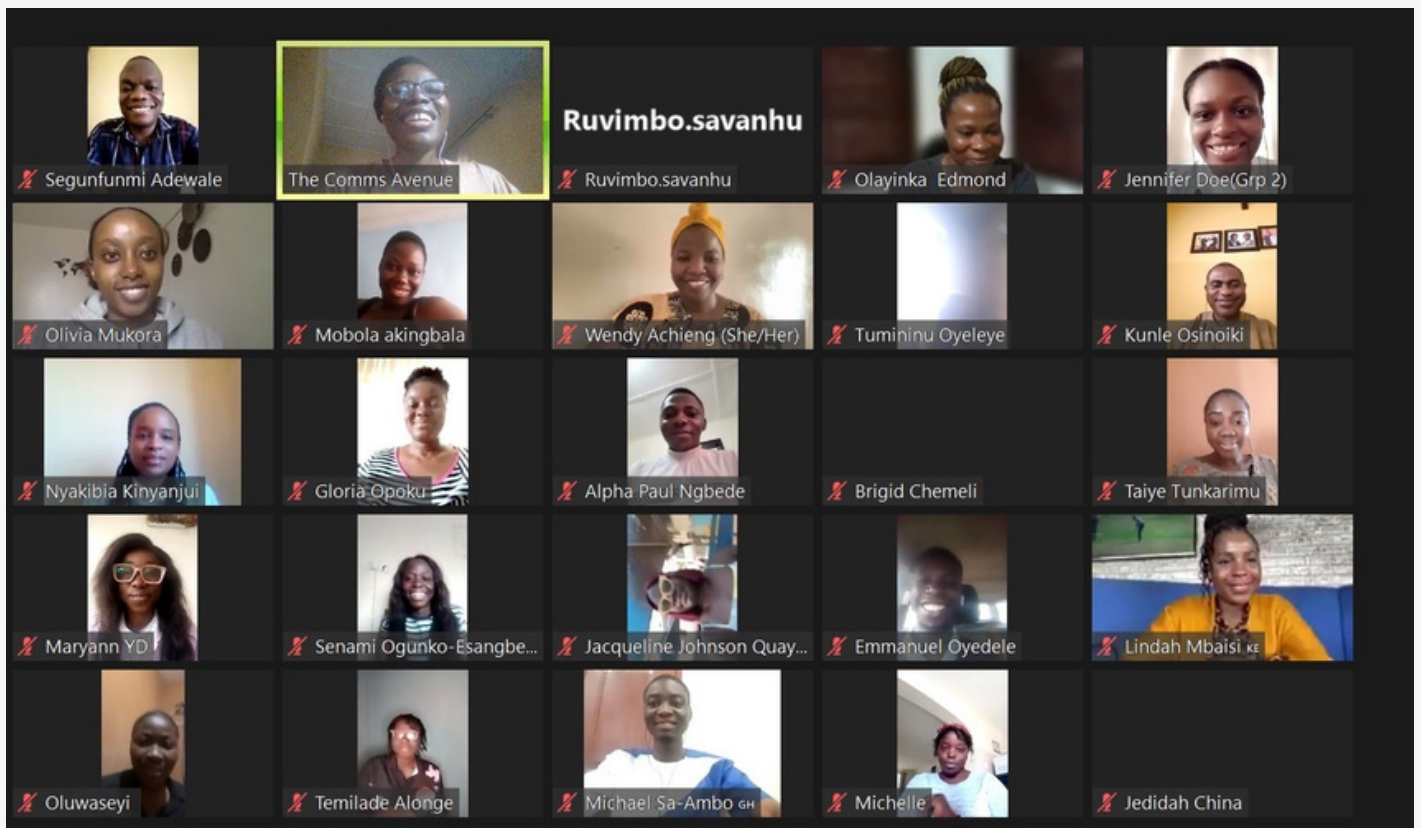 Segunfunmi Adewale
The Comms Avenue
Ruvimbo.savanhu
Ruvimbo.savanhu
Olayinka Edmond
Jennifer Doe(Grp 2)
Olivia Mukora
Mobola akingbala
Wendy Achieng (She/Her)
Tumininu Oyeleye
Kunle Osinoiki
Nyakibia Kinyanjui
Gloria Opoku
Alpha Paul Ngbede
Brigid Chemeli
Taiye Tunkarimu
Maryann YD
Senami Ogunko-Esangbe...
Jacqueline Johnson Quay...
Emmanuel Oyedele
Lindah Mbaisi KE
Oluwaseyi
Temilade Alonge
Michael Sa-Ambo GH
Michelle
Jedidah China